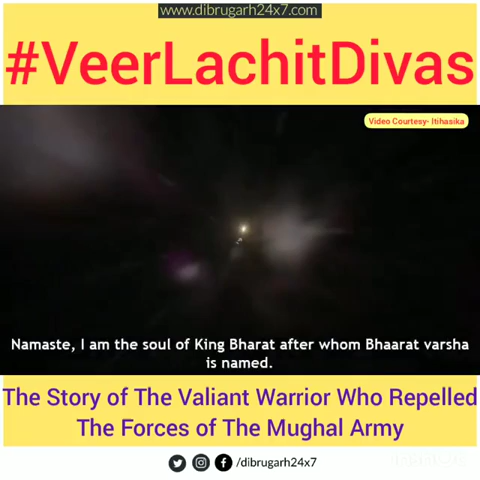 www.dibrugarh24x7.com
#VeerLachitDivas
Video Courtesy- Itihasika
Namaste, I am the soul of King Bharat after whom Bhaarat varsha
is named.
The Story of The Valiant Warrior Who Repelled
The Forces of The Mughal Army
/dibrugarh24x7